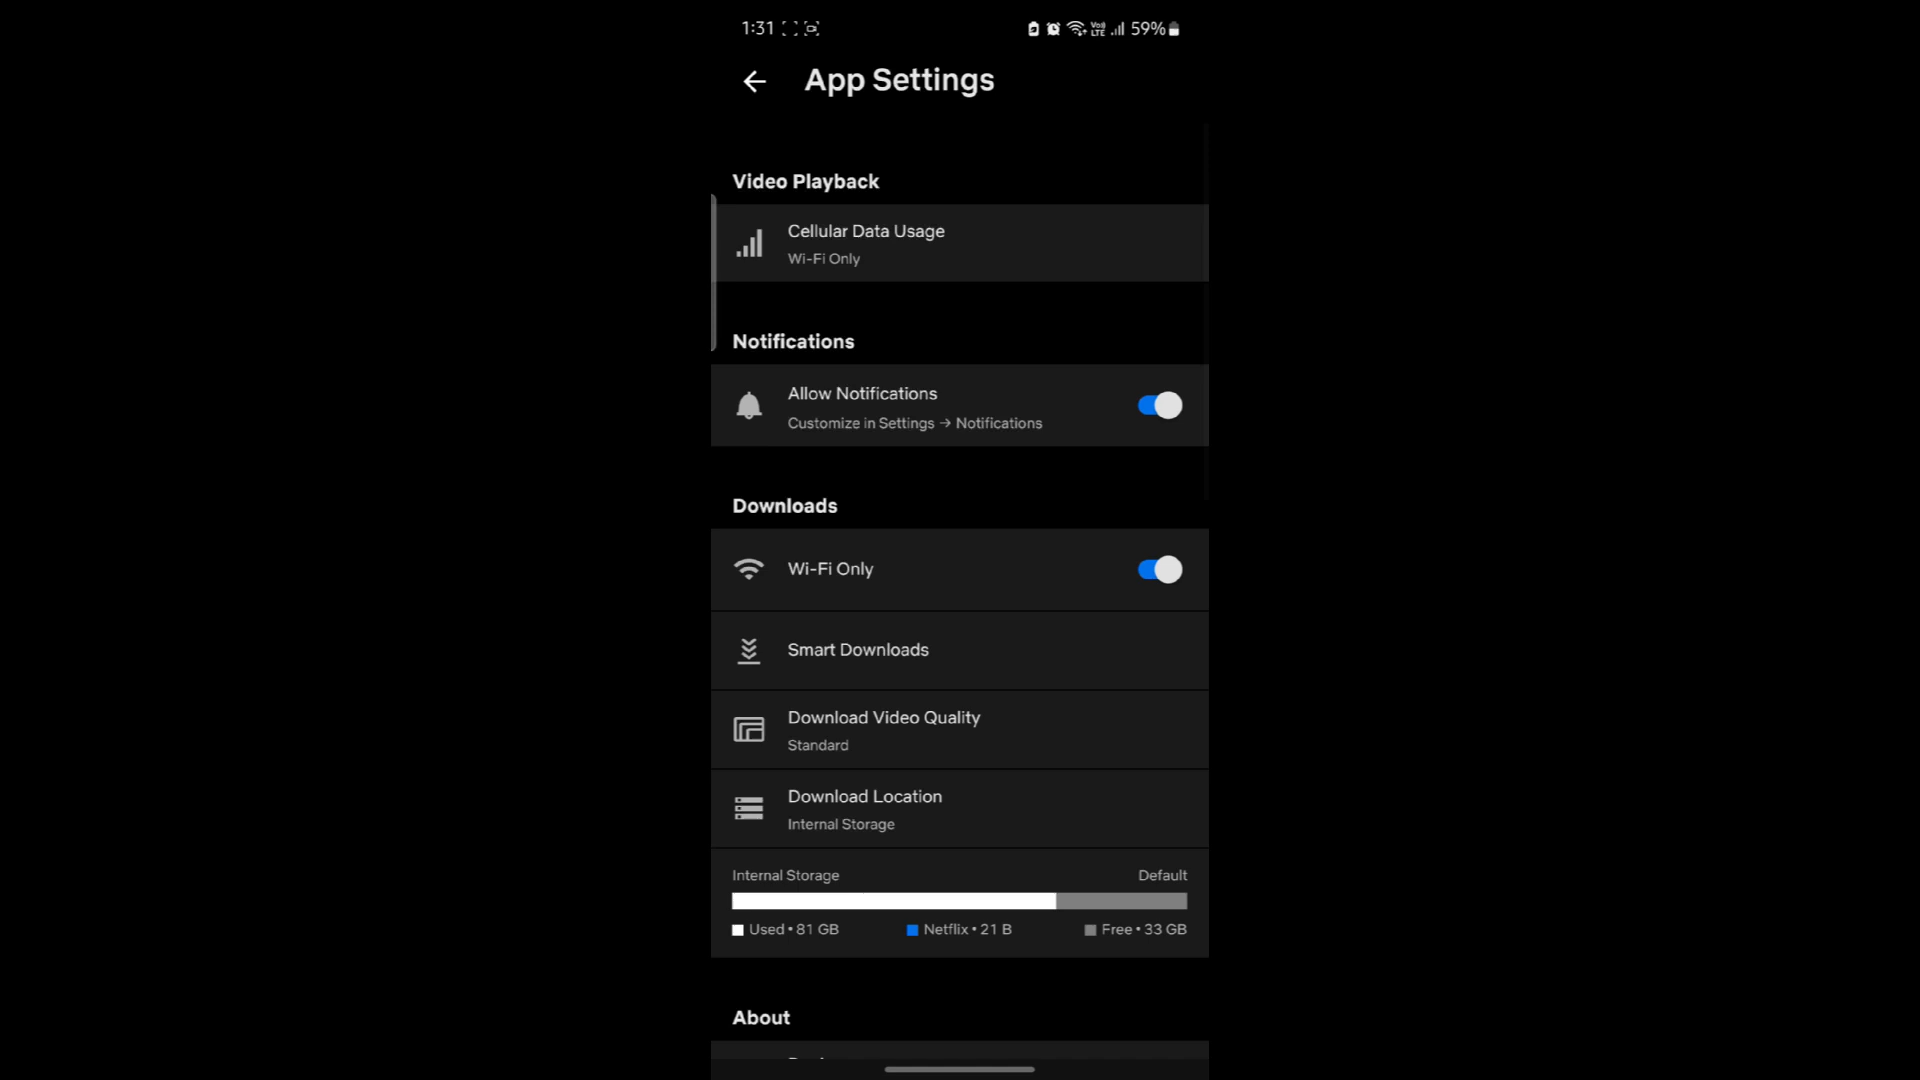 1:31 59%
App Settings
Video Playback
Cellular Data Usage
Wi-Fi Only
Notifications
Allow Notifications
Customize in Settings → Notifications
Downloads
Wi-Fi Only
Smart Downloads
Download Video Quality
Standard
Download Location
Internal Storage
Internal Storage Default
Used • 81 GB Netflix • 21 B Free • 33 GB
About